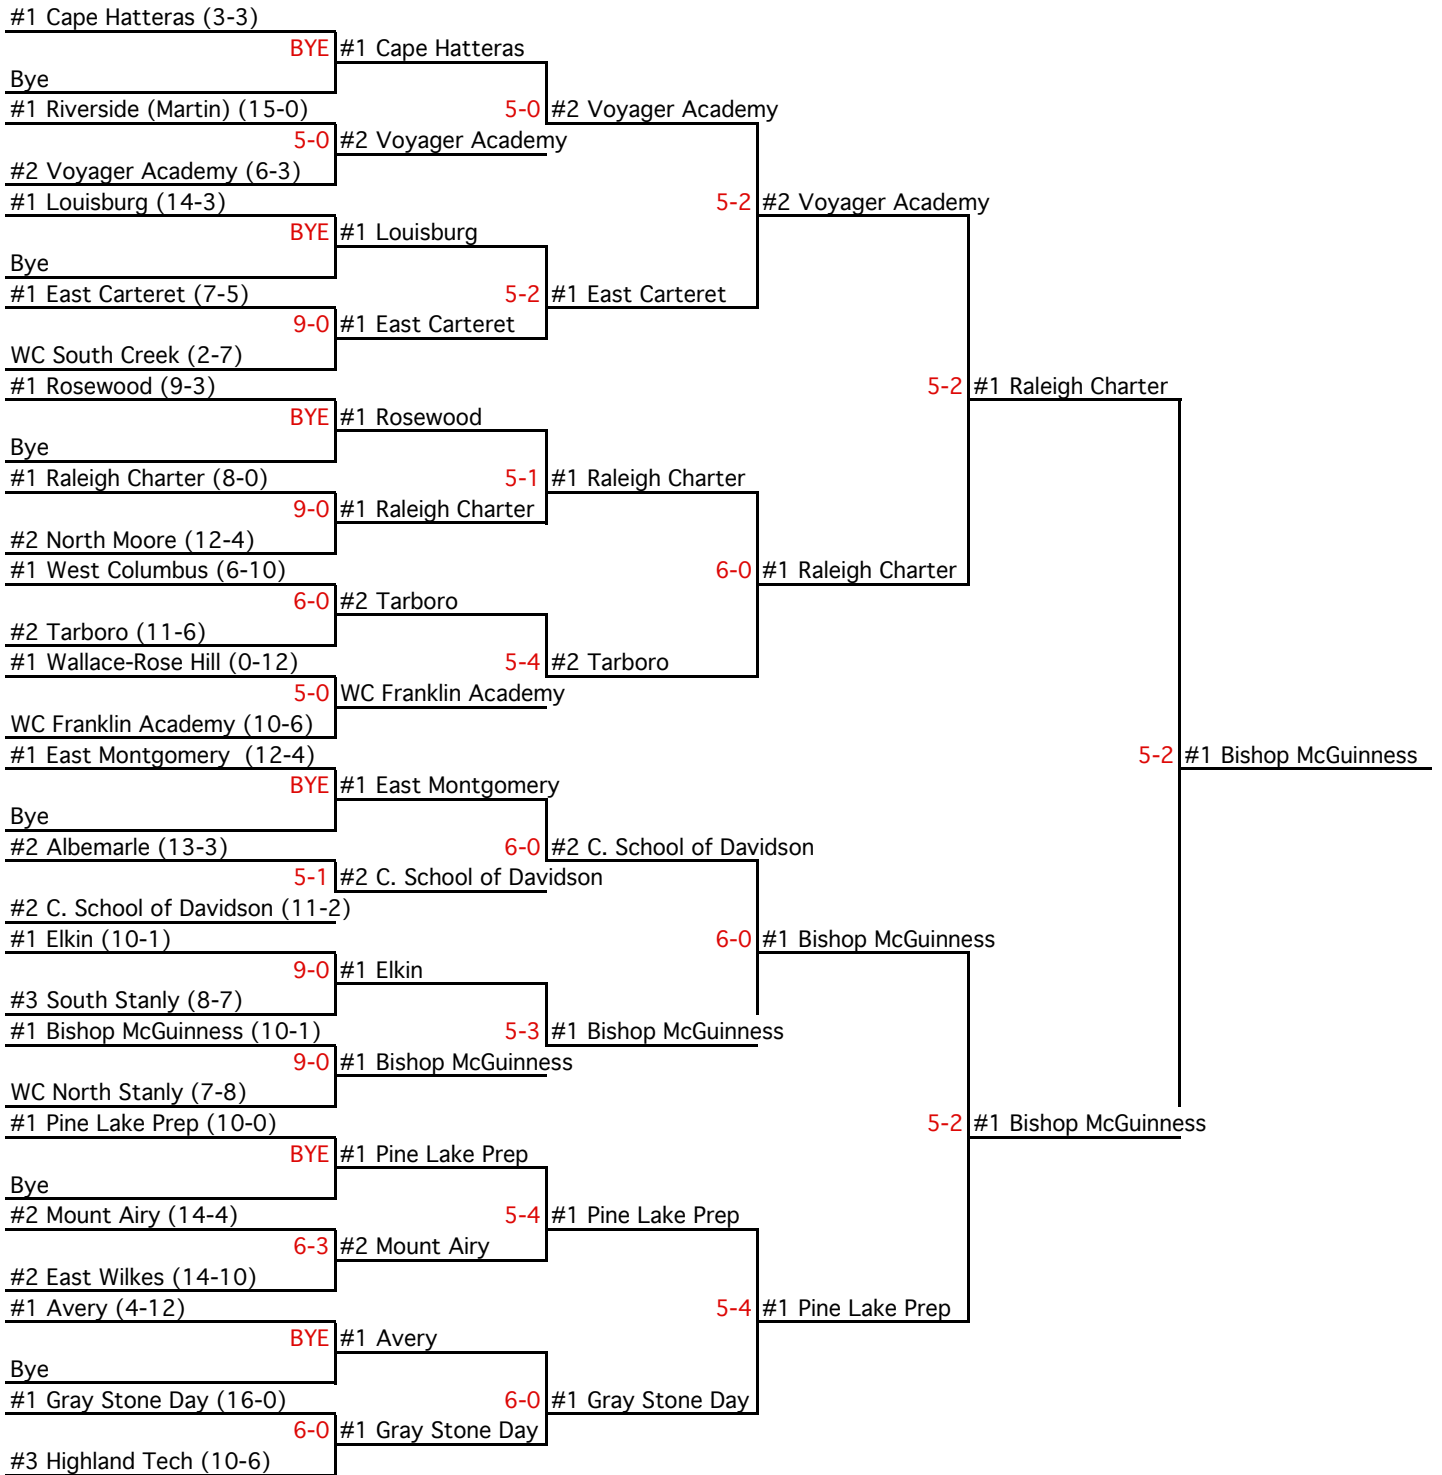 #1 Cape Hatteras (3-3)
BYE #1 Cape Hatteras
Bye
#1 Riverside (Martin) (15-0) 5-0 #2 Voyager Academy
5-0 #2 Voyager Academy
#2 Voyager Academy (6-3)
#1 Louisburg (14-3) 5-2 #2 Voyager Academy
BYE #1 Louisburg
Bye
#1 East Carteret (7-5) 5-2 #1 East Carteret
9-0 #1 East Carteret
WC South Creek (2-7)
#1 Rosewood (9-3) 5-2 #1 Raleigh Charter
BYE #1 Rosewood
Bye
#1 Raleigh Charter (8-0) 5-1 #1 Raleigh Charter
9-0 #1 Raleigh Charter
#2 North Moore (12-4)
#1 West Columbus (6-10) 6-0 #1 Raleigh Charter
6-0 #2 Tarboro
#2 Tarboro (11-6)
#1 Wallace-Rose Hill (0-12) 5-4 #2 Tarboro
5-0 WC Franklin Academy
WC Franklin Academy (10-6)
#1 East Montgomery (12-4) 5-2 #1 Bishop McGuinness
BYE #1 East Montgomery
Bye
#2 Albemarle (13-3) 6-0 #2 C. School of Davidson
5-1 #2 C. School of Davidson
#2 C. School of Davidson (11-2)
#1 Elkin (10-1) 6-0 #1 Bishop McGuinness
9-0 #1 Elkin
#3 South Stanly (8-7)
#1 Bishop McGuinness (10-1) 5-3 #1 Bishop McGuinness
9-0 #1 Bishop McGuinness
WC North Stanly (7-8)
#1 Pine Lake Prep (10-0) 5-2 #1 Bishop McGuinness
BYE #1 Pine Lake Prep
Bye
#2 Mount Airy (14-4) 5-4 #1 Pine Lake Prep
6-3 #2 Mount Airy
#2 East Wilkes (14-10)
#1 Avery (4-12) 5-4 #1 Pine Lake Prep
BYE #1 Avery
Bye
#1 Gray Stone Day (16-0) 6-0 #1 Gray Stone Day
6-0 #1 Gray Stone Day
#3 Highland Tech (10-6)